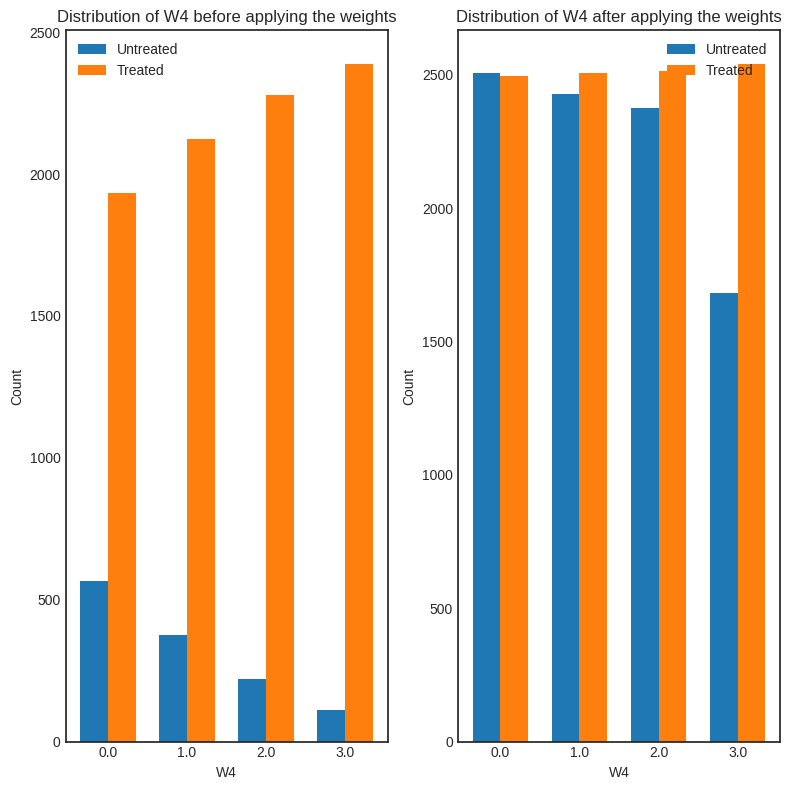 Distribution of W4 before applying the weights
Untreated
Treated
2500
2000
1500
1000
500
0
Count
0.0 1.0 2.0 3.0
W4
Distribution of W4 after applying the weights
Untreated
Treated
2500
2000
1500
1000
500
0
Count
0.0 1.0 2.0 3.0
W4